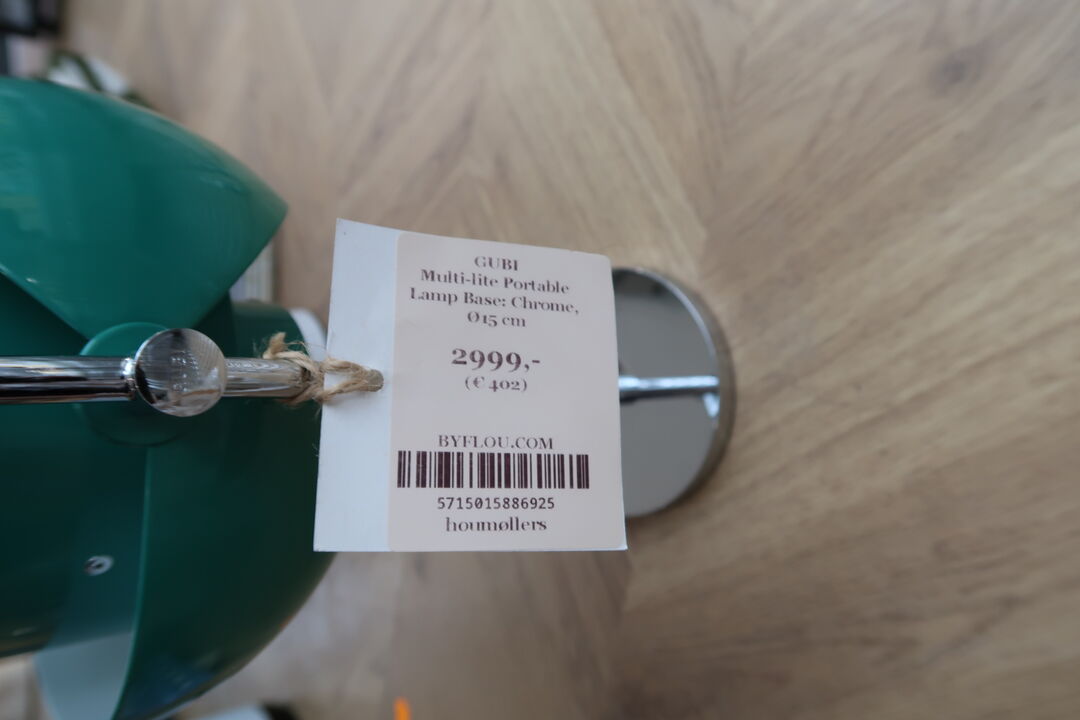 GUBI
Multi-lite Portable
Lamp Base: Chrome,
Ø15 cm
2999,-
(€ 402)
BYFLOU.COM
5715015886925
houmøllers